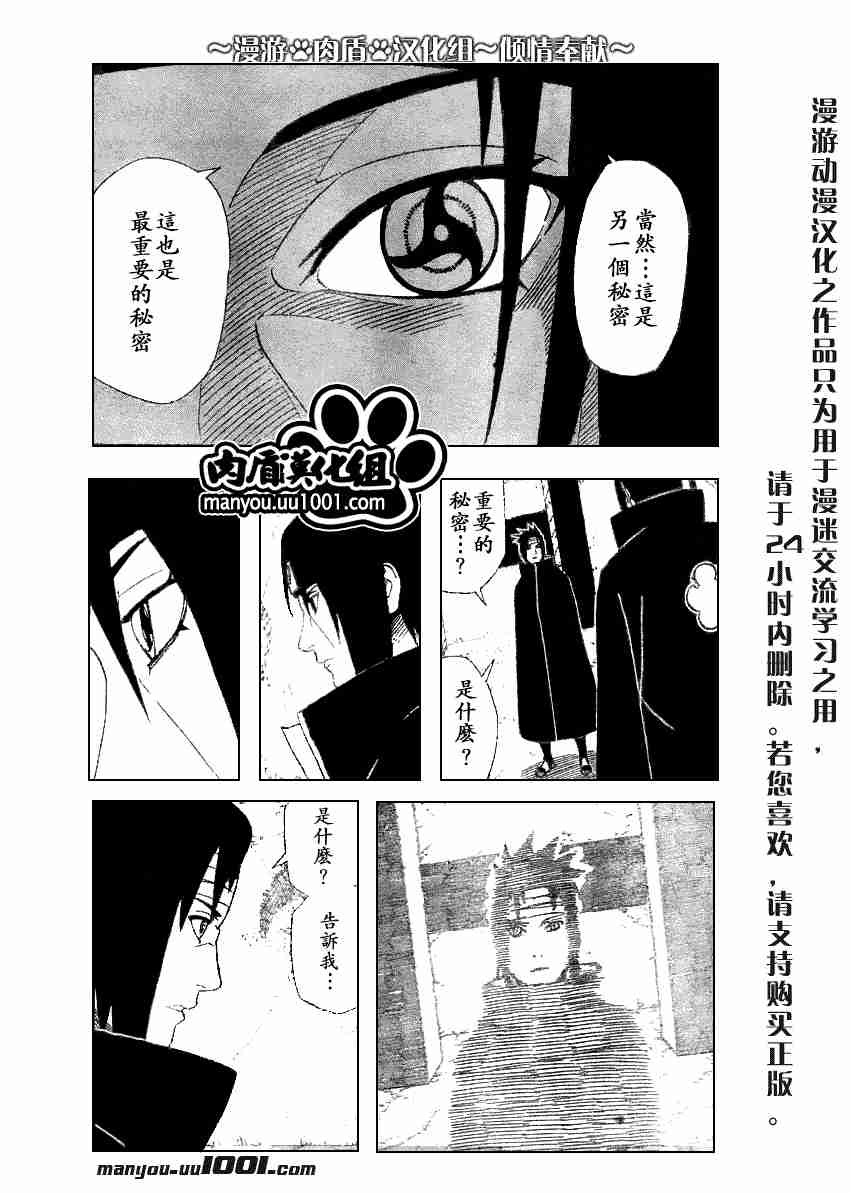 ～漫游肉盾汉化组～倾情奉献～
當然…這是
另一個秘密
這也是
最重要的秘密
肉盾漢化组
manyou.uu1001.com
重要的
秘密…？
是什麽？
是什麽？
告訴我…
漫游动漫汉化之作品只为用于漫迷交流学习之用，
请于24小时内删除。若您喜欢，请支持购买正版。
manyou-uu1001.com